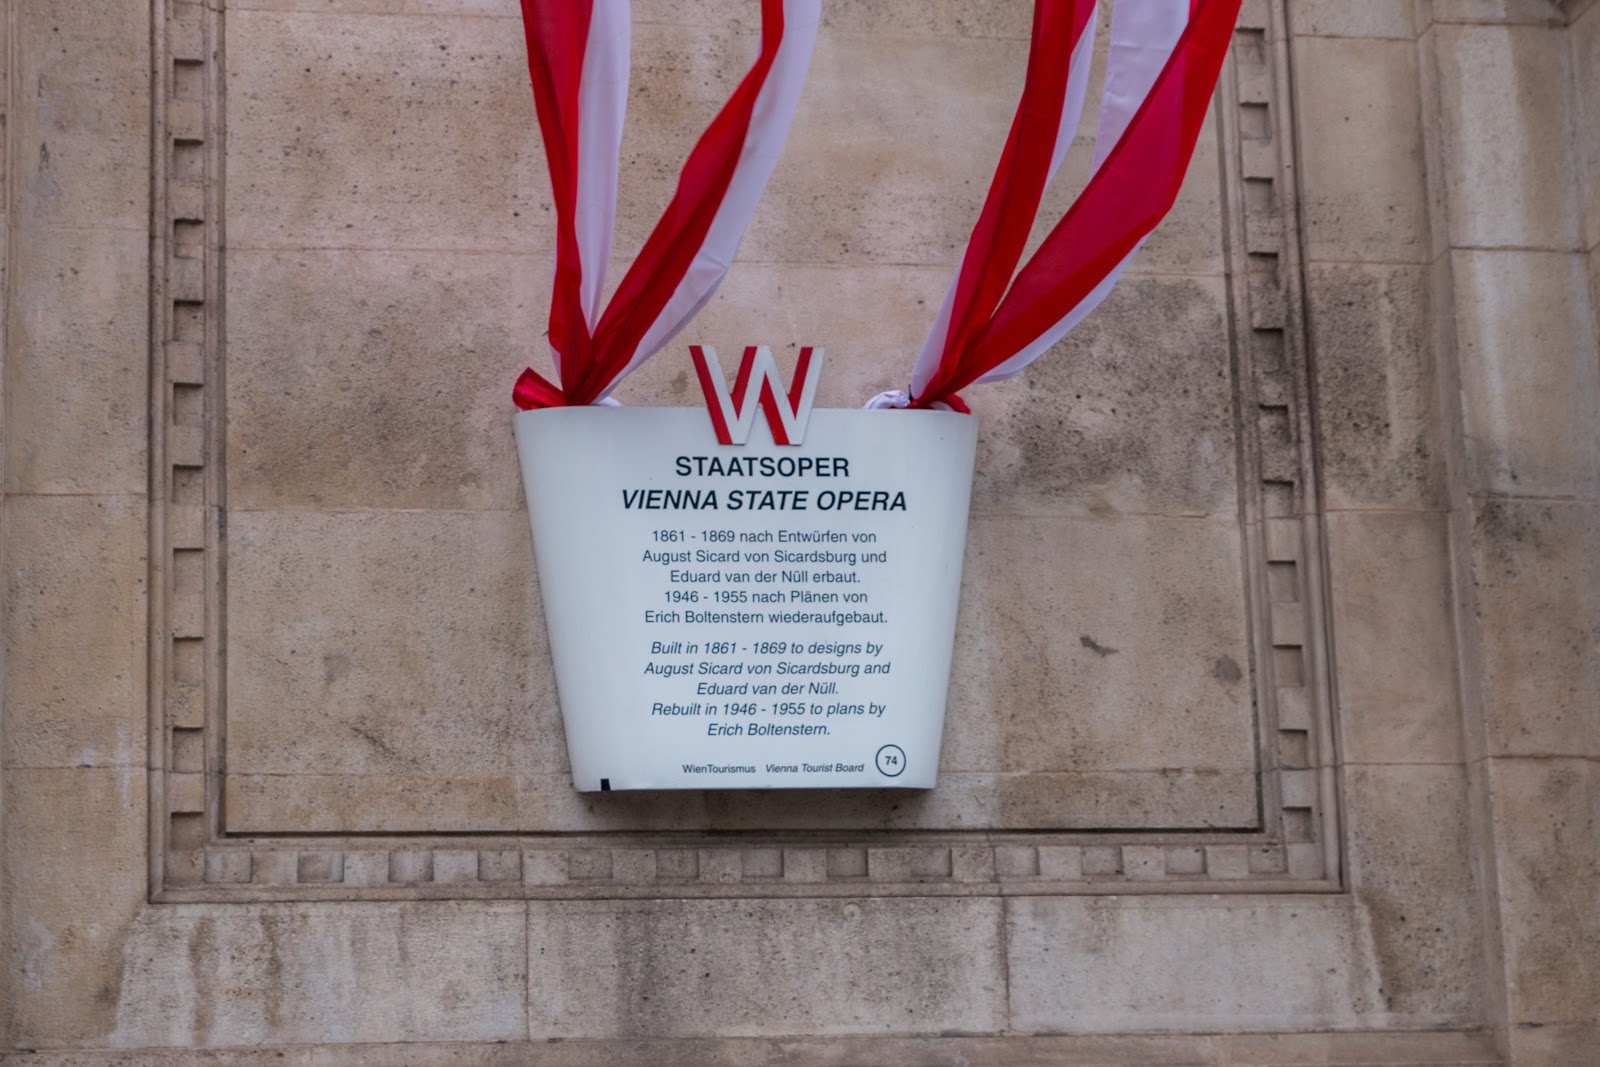 W
STAATSOPER
VIENNA STATE OPERA
1861 - 1869 nach Entwürfen von
August Sicard von Sicardsburg und
Eduard van der Nüll erbaut.
1946 - 1955 nach Plänen von
Erich Boltenstern wiederaufgebaut.
Built in 1861 - 1869 to designs by
August Sicard von Sicardsburg and
Eduard van der Nüll.
Rebuilt in 1946 - 1955 to plans by
Erich Boltenstern.
WienTourismus Vienna Tourist Board 74